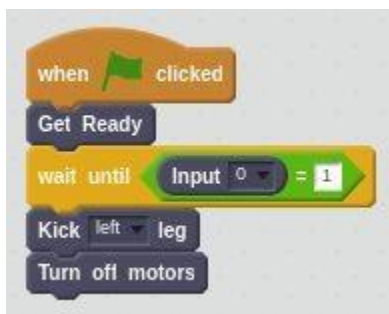 when clicked
Get Ready
wait until Input 0 = 1
Kick left leg
Turn off motors